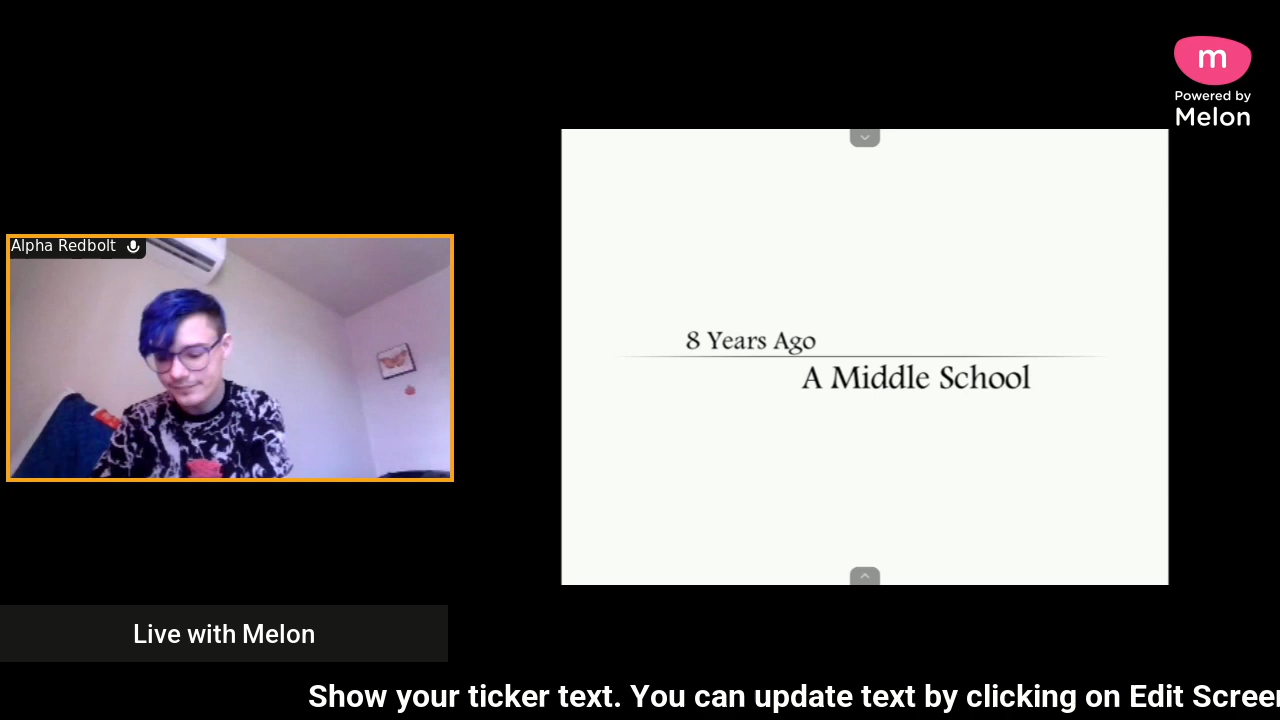 m
Powered by
Melon
Alpha Redbolt
8 Years Ago
A Middle School
Live with Melon
Show your ticker text. You can update text by clicking on Edit Screen